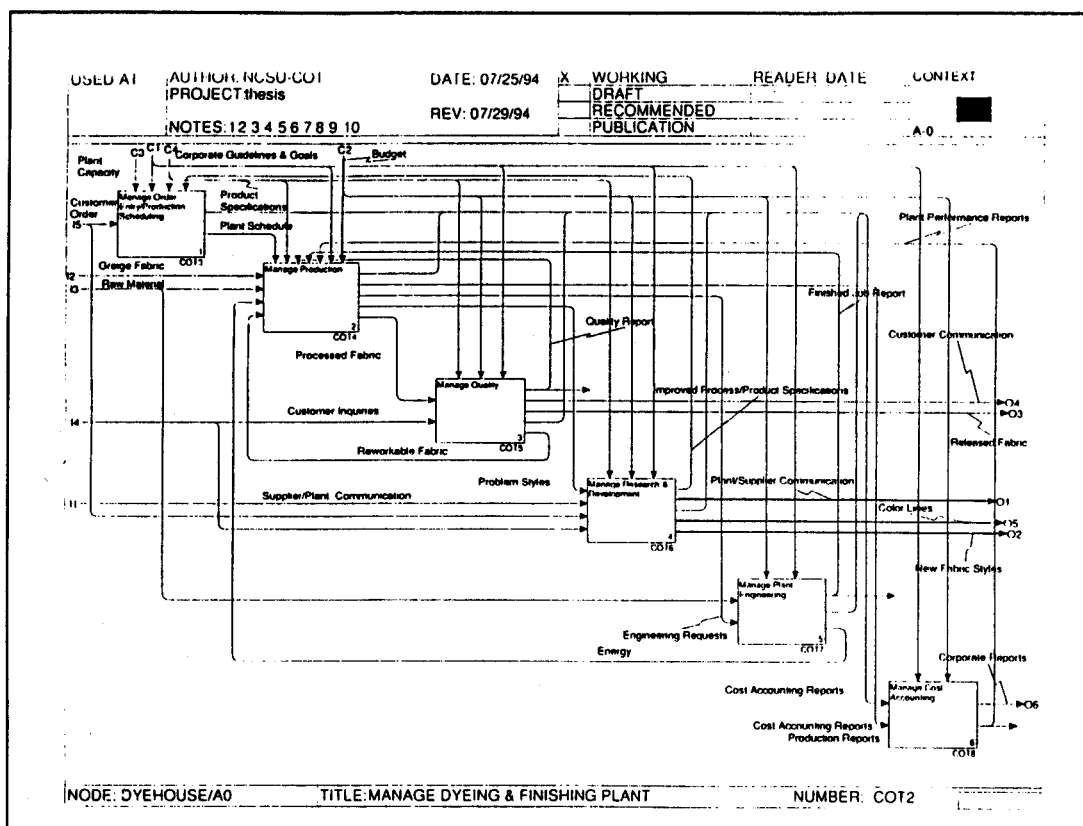 USED AT
AUTHOR: NCSU-COT
DATE: 07/25/94
X
WORKING
READER DATE
CONTEXT
PROJECT: thesis
DRAFT
REV: 07/29/94
RECOMMENDED
NOTES: 1 2 3 4 5 6 7 8 9 10
PUBLICATION
A-0
C3
C1
C4
Corporate Guidelines & Goals
C2
Budget
Plant
Capacity
Manage Order
Entry/Production
Scheduling
1
COT3
Product
Specifications
Customer
Order
I5
Plant Schedule
Plant Performance Reports
Greige Fabric
I2
Raw Material
I3
Manage Production
2
COT4
Finished Job Report
Quality Report
Customer Communication
Processed Fabric
Manage Quality
3
COT5
Improved Process/Product Specifications
O4
O3
Customer Inquiries
I4
Released Fabric
Reworkable Fabric
Problem Styles
Manage Research &
Development
4
COT6
Plant/Supplier Communication
Supplier/Plant Communication
I1
O1
Color Lines
O5
O2
New Fabric Styles
Manage Plant
Engineering
5
COT7
Engineering Requests
Energy
Corporate Reports
Cost Accounting Reports
Manage Cost
Accounting
6
COT8
O6
Cost Accounting Reports
Production Reports
NODE: DYEHOUSE/A0
TITLE: MANAGE DYEING & FINISHING PLANT
NUMBER: COT2